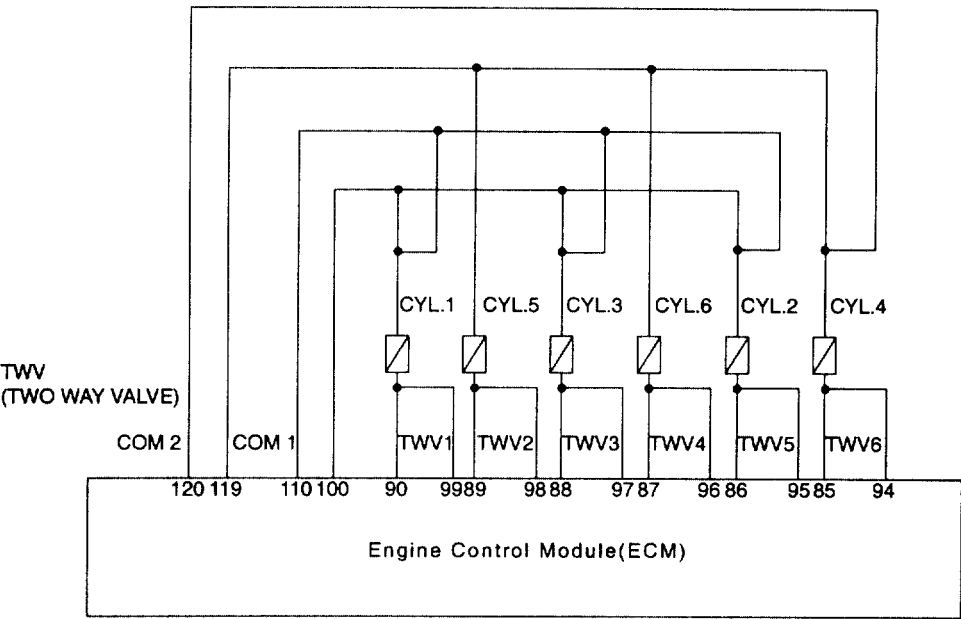 CYL.1 CYL.5 CYL.3 CYL.6 CYL.2 CYL.4
TWV
(TWO WAY VALVE)
COM 2 COM 1 TWV1 TWV2 TWV3 TWV4 TWV5 TWV6
120 119 110 100 90 99 89 98 88 97 87 96 86 95 85 94
Engine Control Module(ECM)